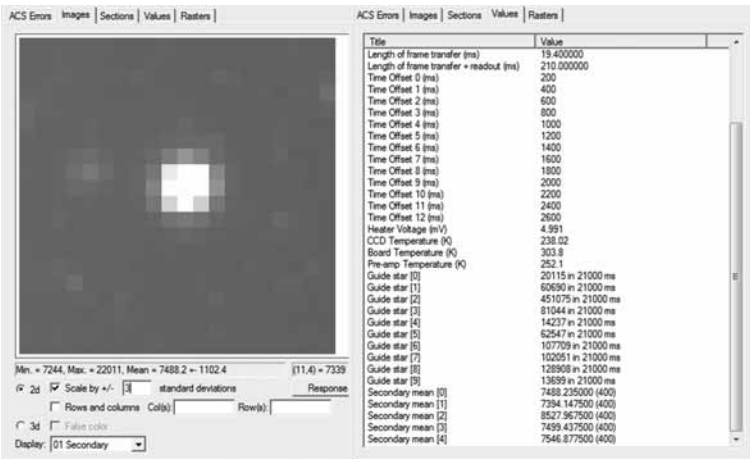 ACS Errors Images Sections Values Rasters
Min. = 7244, Max. = 22011, Mean = 7488.2 +- 1102.4 (11,4) = 7339
2d Scale by +/- 3 standard deviations Response
Rows and columns Col(s): Row(s):
3d False color
Display: 01 Secondary
ACS Errors Images Sections Values Rasters
Title Value
Length of frame transfer (ms) 19.400000
Length of frame transfer + readout (ms) 210.000000
Time Offset 0 (ms) 200
Time Offset 1 (ms) 400
Time Offset 2 (ms) 600
Time Offset 3 (ms) 800
Time Offset 4 (ms) 1000
Time Offset 5 (ms) 1200
Time Offset 6 (ms) 1400
Time Offset 7 (ms) 1600
Time Offset 8 (ms) 1800
Time Offset 9 (ms) 2000
Time Offset 10 (ms) 2200
Time Offset 11 (ms) 2400
Time Offset 12 (ms) 2600
Heater Voltage (mV) 4.991
CCD Temperature (K) 238.02
Board Temperature (K) 303.8
Pre-amp Temperature (K) 252.1
Guide star [0] 20115 in 21000 ms
Guide star [1] 60690 in 21000 ms
Guide star [2] 451075 in 21000 ms
Guide star [3] 81044 in 21000 ms
Guide star [4] 14237 in 21000 ms
Guide star [5] 62547 in 21000 ms
Guide star [6] 107709 in 21000 ms
Guide star [7] 102051 in 21000 ms
Guide star [8] 128908 in 21000 ms
Guide star [9] 13699 in 21000 ms
Secondary mean [0] 7488.235000 (400)
Secondary mean [1] 7394.147500 (400)
Secondary mean [2] 8527.967500 (400)
Secondary mean [3] 7499.437500 (400)
Secondary mean [4] 7546.877500 (400)